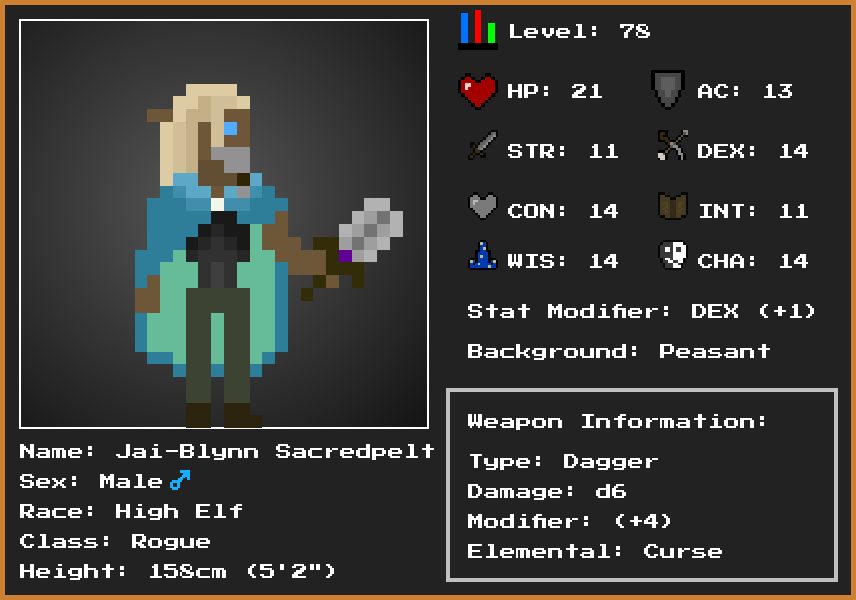 Level: 78
HP: 21 AC: 13
STR: 11 DEX: 14
CON: 14 INT: 11
WIS: 14 CHA: 14
Stat Modifier: DEX (+1)
Background: Peasant
Weapon Information:
Type: Dagger
Damage: d6
Modifier: (+4)
Elemental: Curse
Name: Jai-Blynn Sacredpelt
Sex: Male♂
Race: High Elf
Class: Rogue
Height: 158cm (5'2")